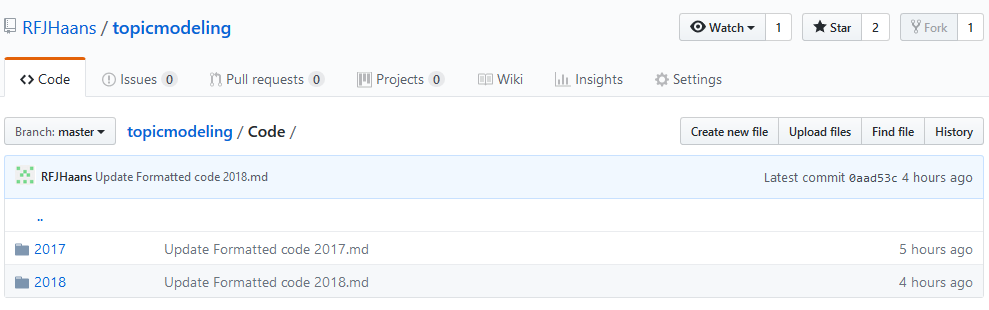 RFJHaans / topicmodeling Watch 1 Star 2 Fork 1
Code Issues 0 Pull requests 0 Projects 0 Wiki Insights Settings
Branch: master topicmodeling / Code / Create new file Upload files Find file History
RFJHaans Update Formatted code 2018.md Latest commit 0aad53c 4 hours ago
..
2017 Update Formatted code 2017.md 5 hours ago
2018 Update Formatted code 2018.md 4 hours ago